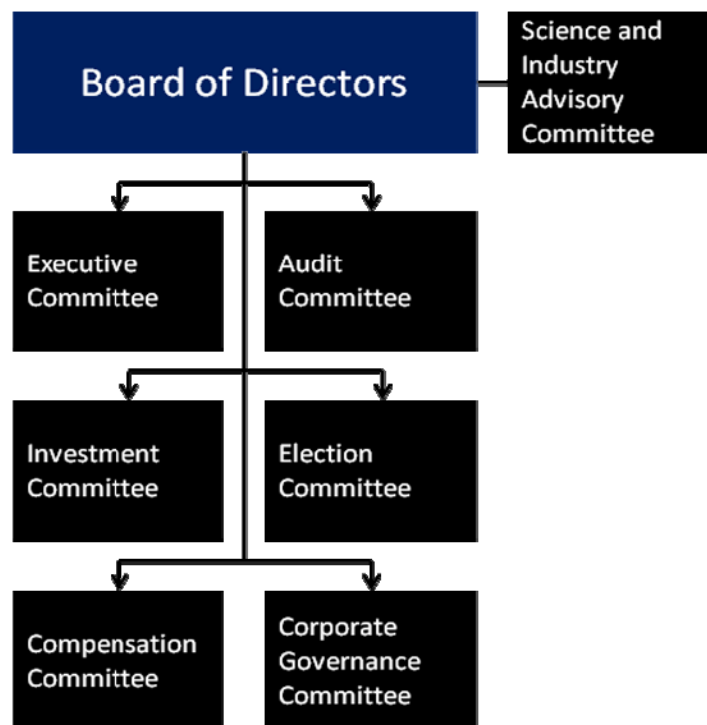 Board of Directors
Science and
Industry
Advisory
Committee
Executive
Committee
Audit
Committee
Investment
Committee
Election
Committee
Compensation
Committee
Corporate
Governance
Committee